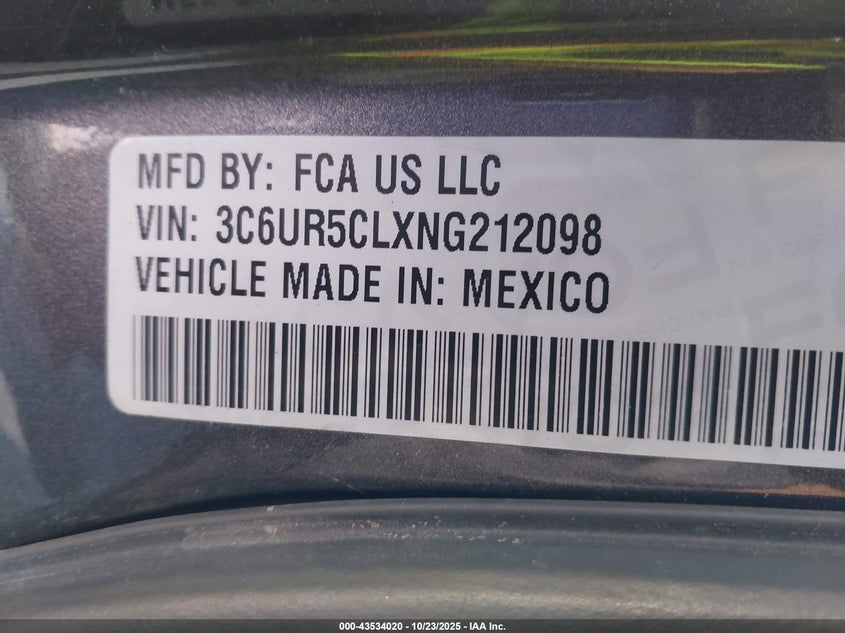 MFD BY: FCA US LLC
VIN: 3C6UR5CLXNG212098
VEHICLE MADE IN: MEXICO
000-43534020 - 10/23/2025 - IAA Inc.